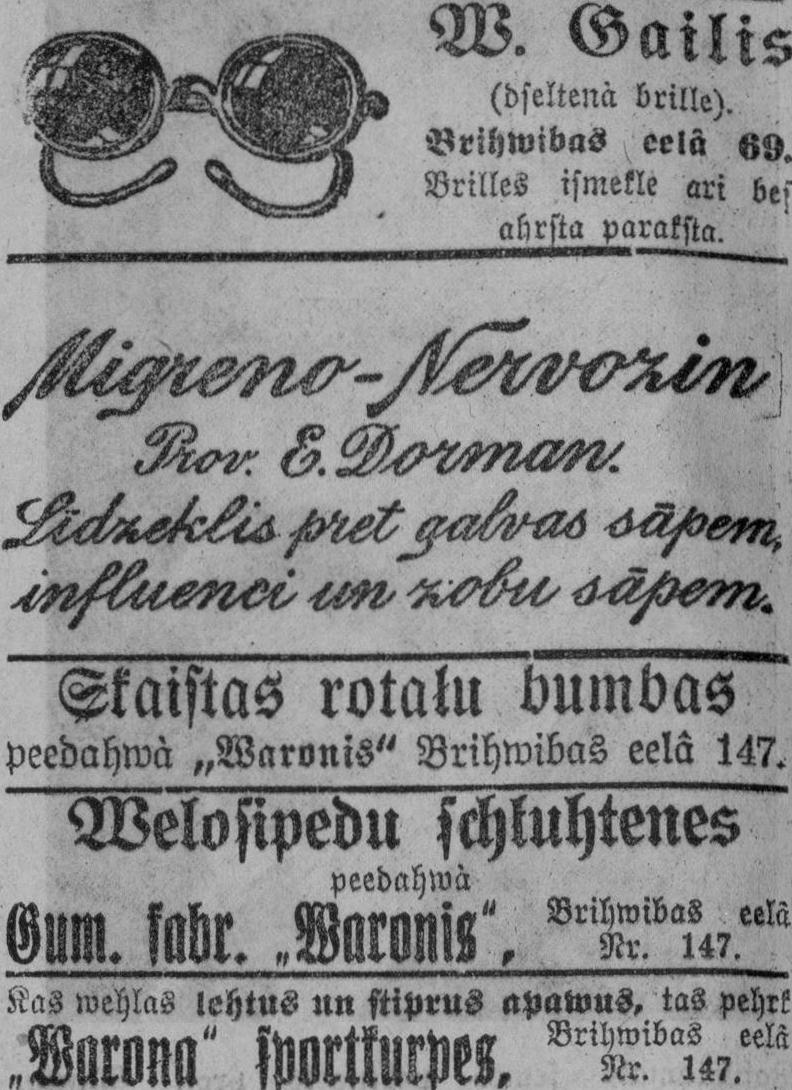 W. Gailis
(dſeltenà brille).
Brihwibas eelâ 69.
Brilles iſmekle ari beſ
ahrſta parakſta.
Migreno-Nervozin
Prov. E. Dorman.
Līdzeklis pret galvas sāpem,
influenci un zobu sāpem.
Skaiſtas rotału bumbas
peedahwà „Waronis“ Brihwibas eelâ 147.
Weloſipedu ſchłuhtenes
peedahwà
Gum. fabr. „Waronis“, Brihwibas eelâ
Nr. 147.
Kas wehlas lehtus un ſtiprus apawus, tas pehrk
„Warona“ ſportkurpes, Brihwibas eelâ
Nr. 147.